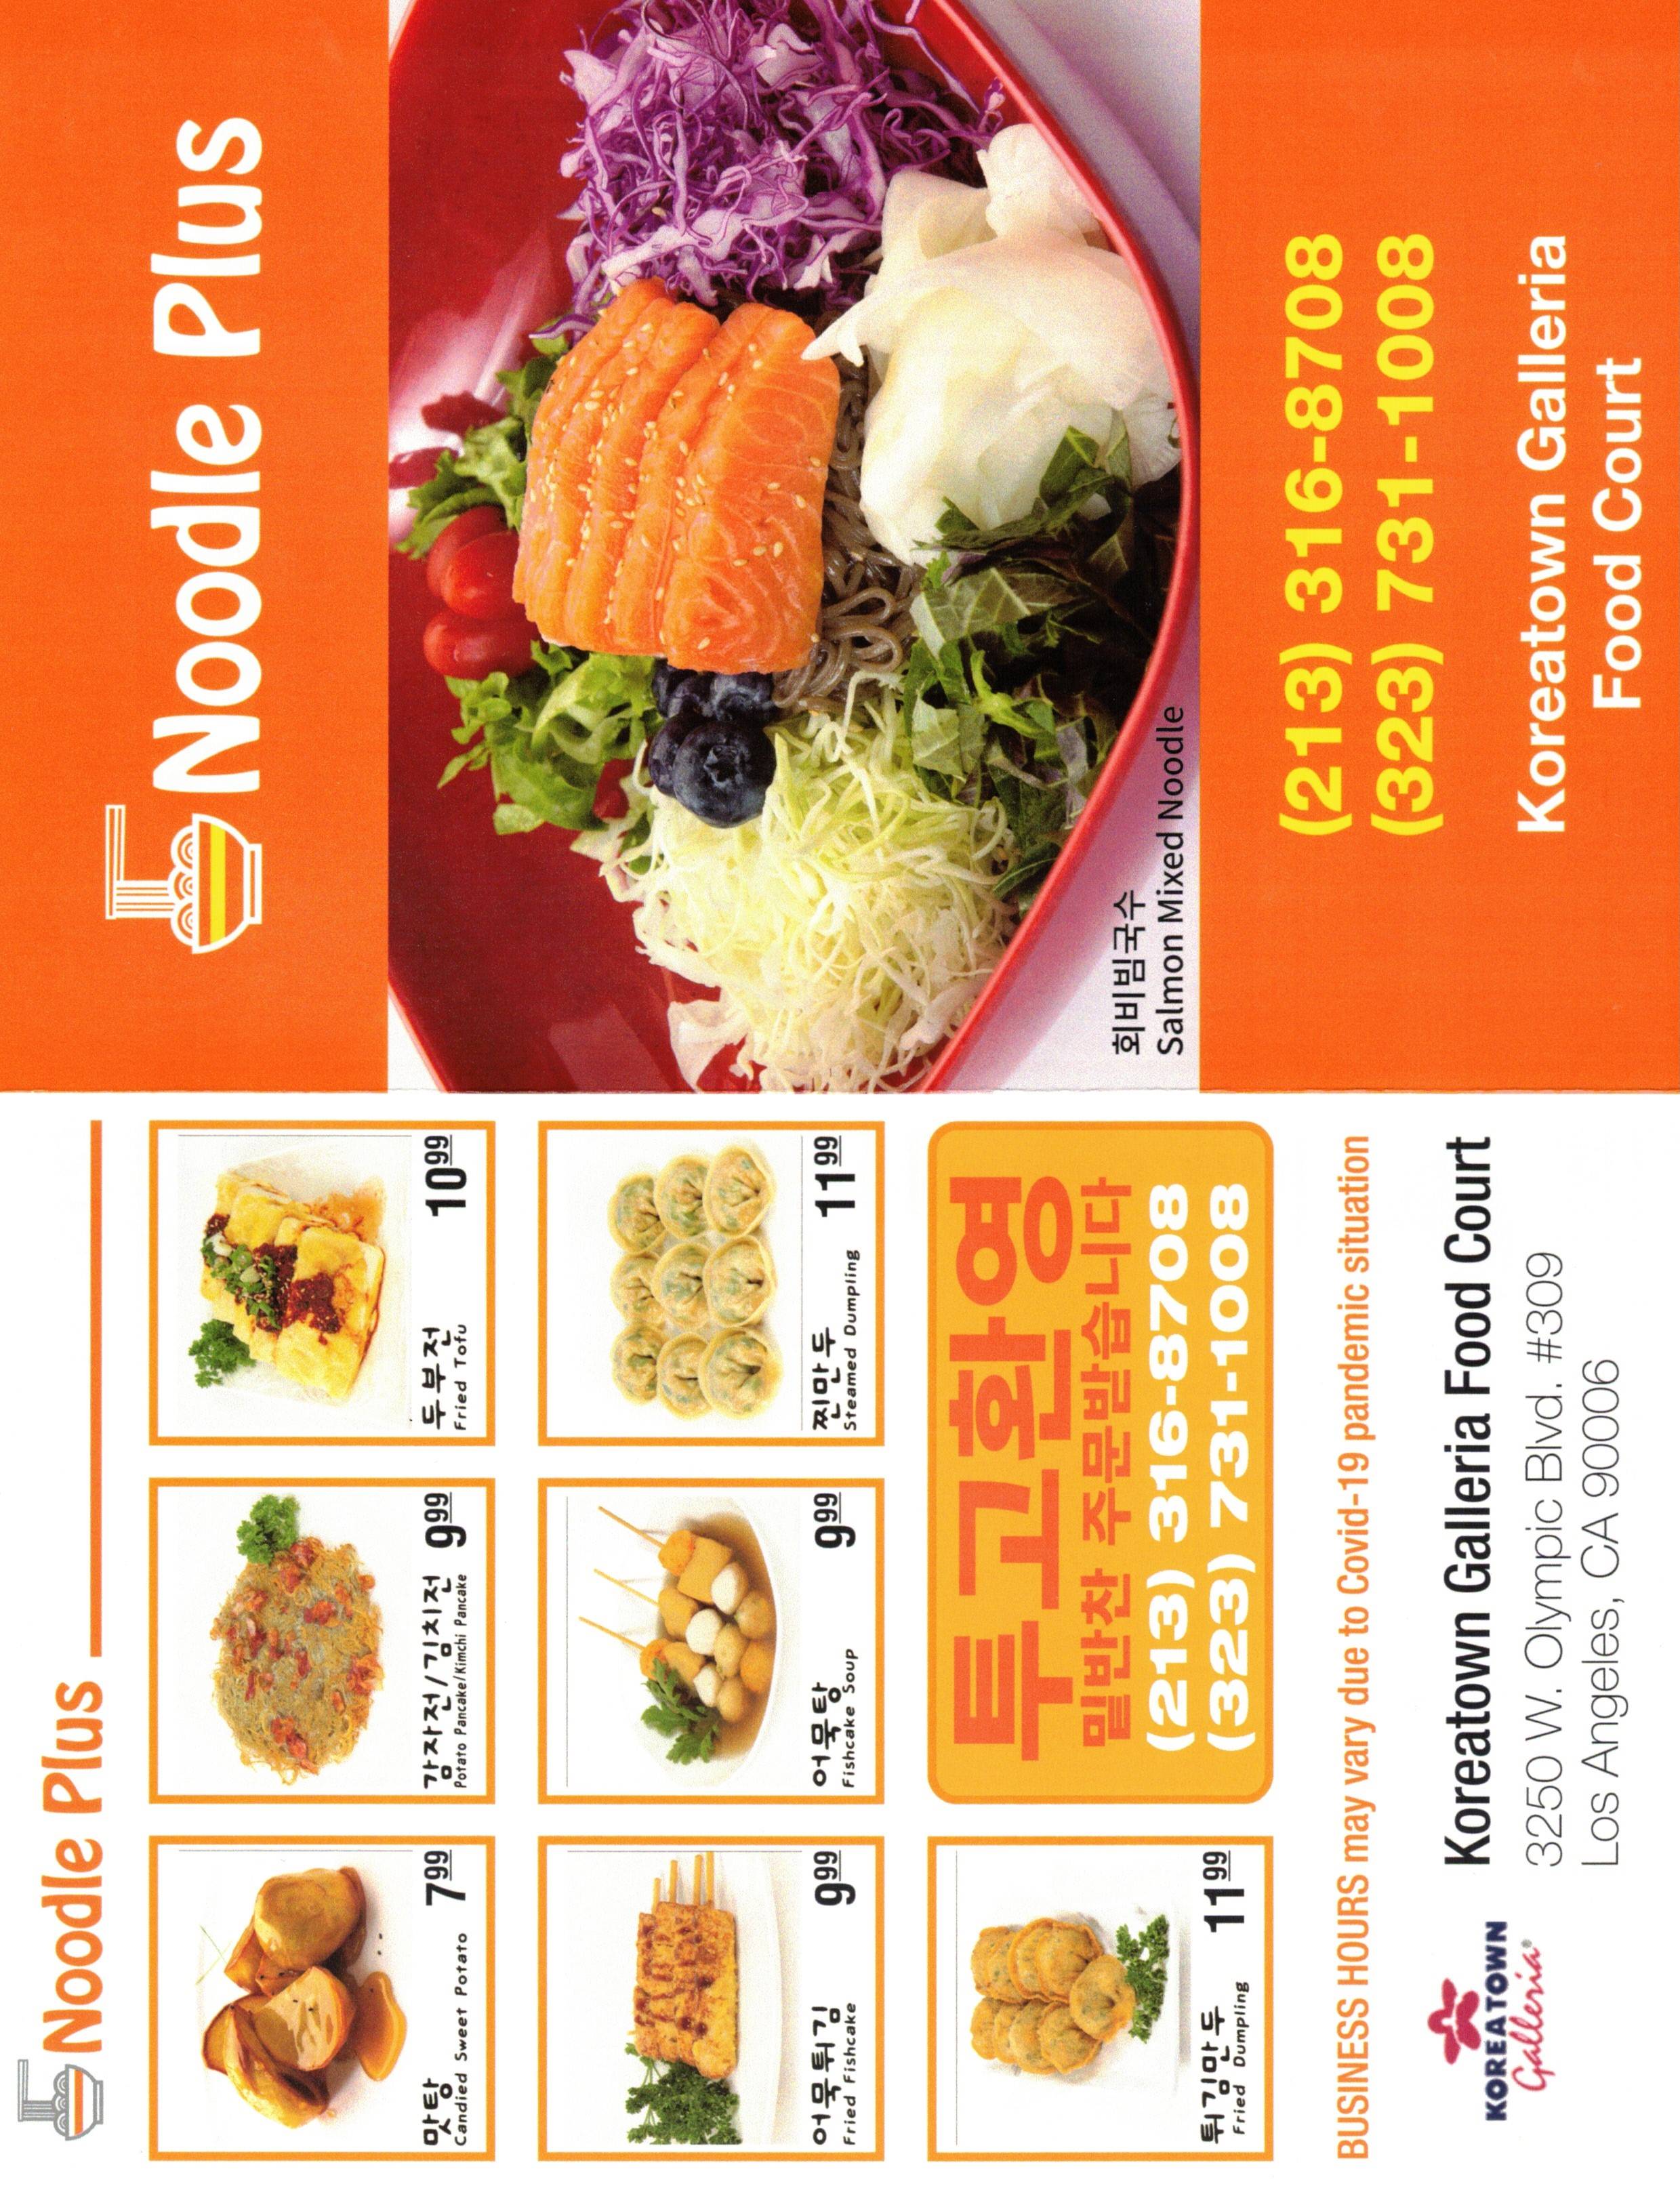 Noodle Plus
맛탕 7.99
Candied Sweet Potato
감자전/김치전 9.99
Potato Pancake/Kimchi Pancake
두부전 10.99
Fried Tofu
어묵튀김 9.99
Fried Fishcake
어묵탕 9.99
Fishcake Soup
찐만두 11.99
Steamed Dumpling
튀김만두 11.99
Fried Dumpling
투고환영
밑반찬 주문받습니다
(213) 316-8708
(323) 731-1008
BUSINESS HOURS may vary due to Covid-19 pandemic situation
KOREATOWN
Galleria®
Koreatown Galleria Food Court
3250 W. Olympic Blvd. #309
Los Angeles, CA 90006
Noodle Plus
회비빔국수
Salmon Mixed Noodle
(213) 316-8708
(323) 731-1008
Koreatown Galleria
Food Court